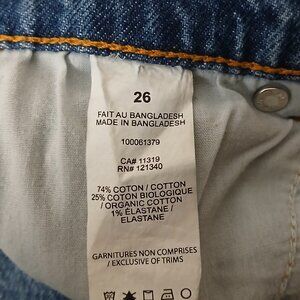 26
FAIT AU BANGLADESH
MADE IN BANGLADESH
100061379
CA# 11319
RN# 121340
74% COTON / COTTON
25% COTON BIOLOGIQUE
/ ORGANIC COTTON
1% ÉLASTANE /
ELASTANE
GARNITURES NON COMPRISES
/ EXCLUSIVE OF TRIMS